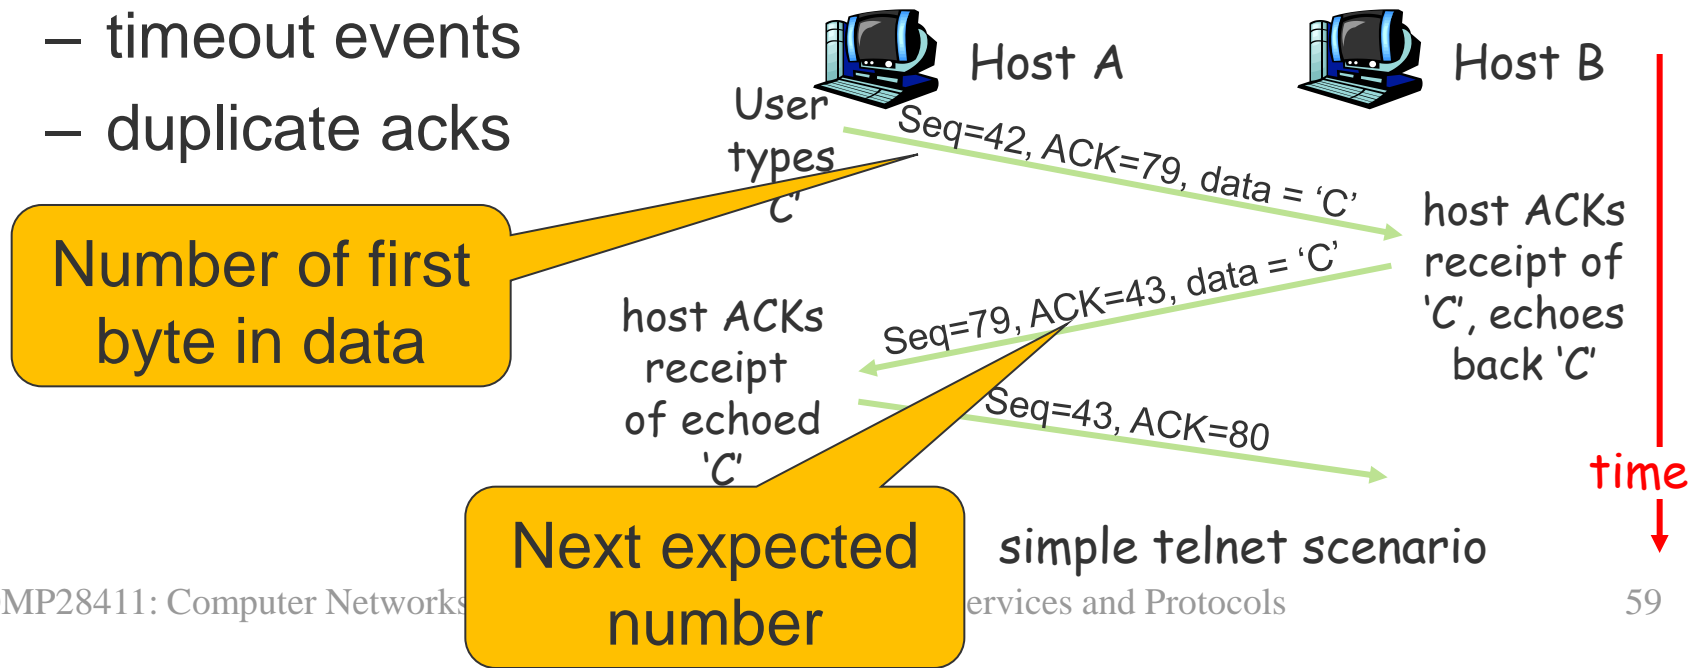 – timeout events
– duplicate acks
Host A
Host B
User
types
C'
Seq=42, ACK=79, data = ‘C’
Number of first
byte in data
host ACKs
receipt of
‘C’, echoes
back ‘C’
Seq=79, ACK=43, data = ‘C’
host ACKs
receipt
of echoed
‘C’
Seq=43, ACK=80
time
Next expected
number
simple telnet scenario
MP28411: Computer Networks
ervices and Protocols
59